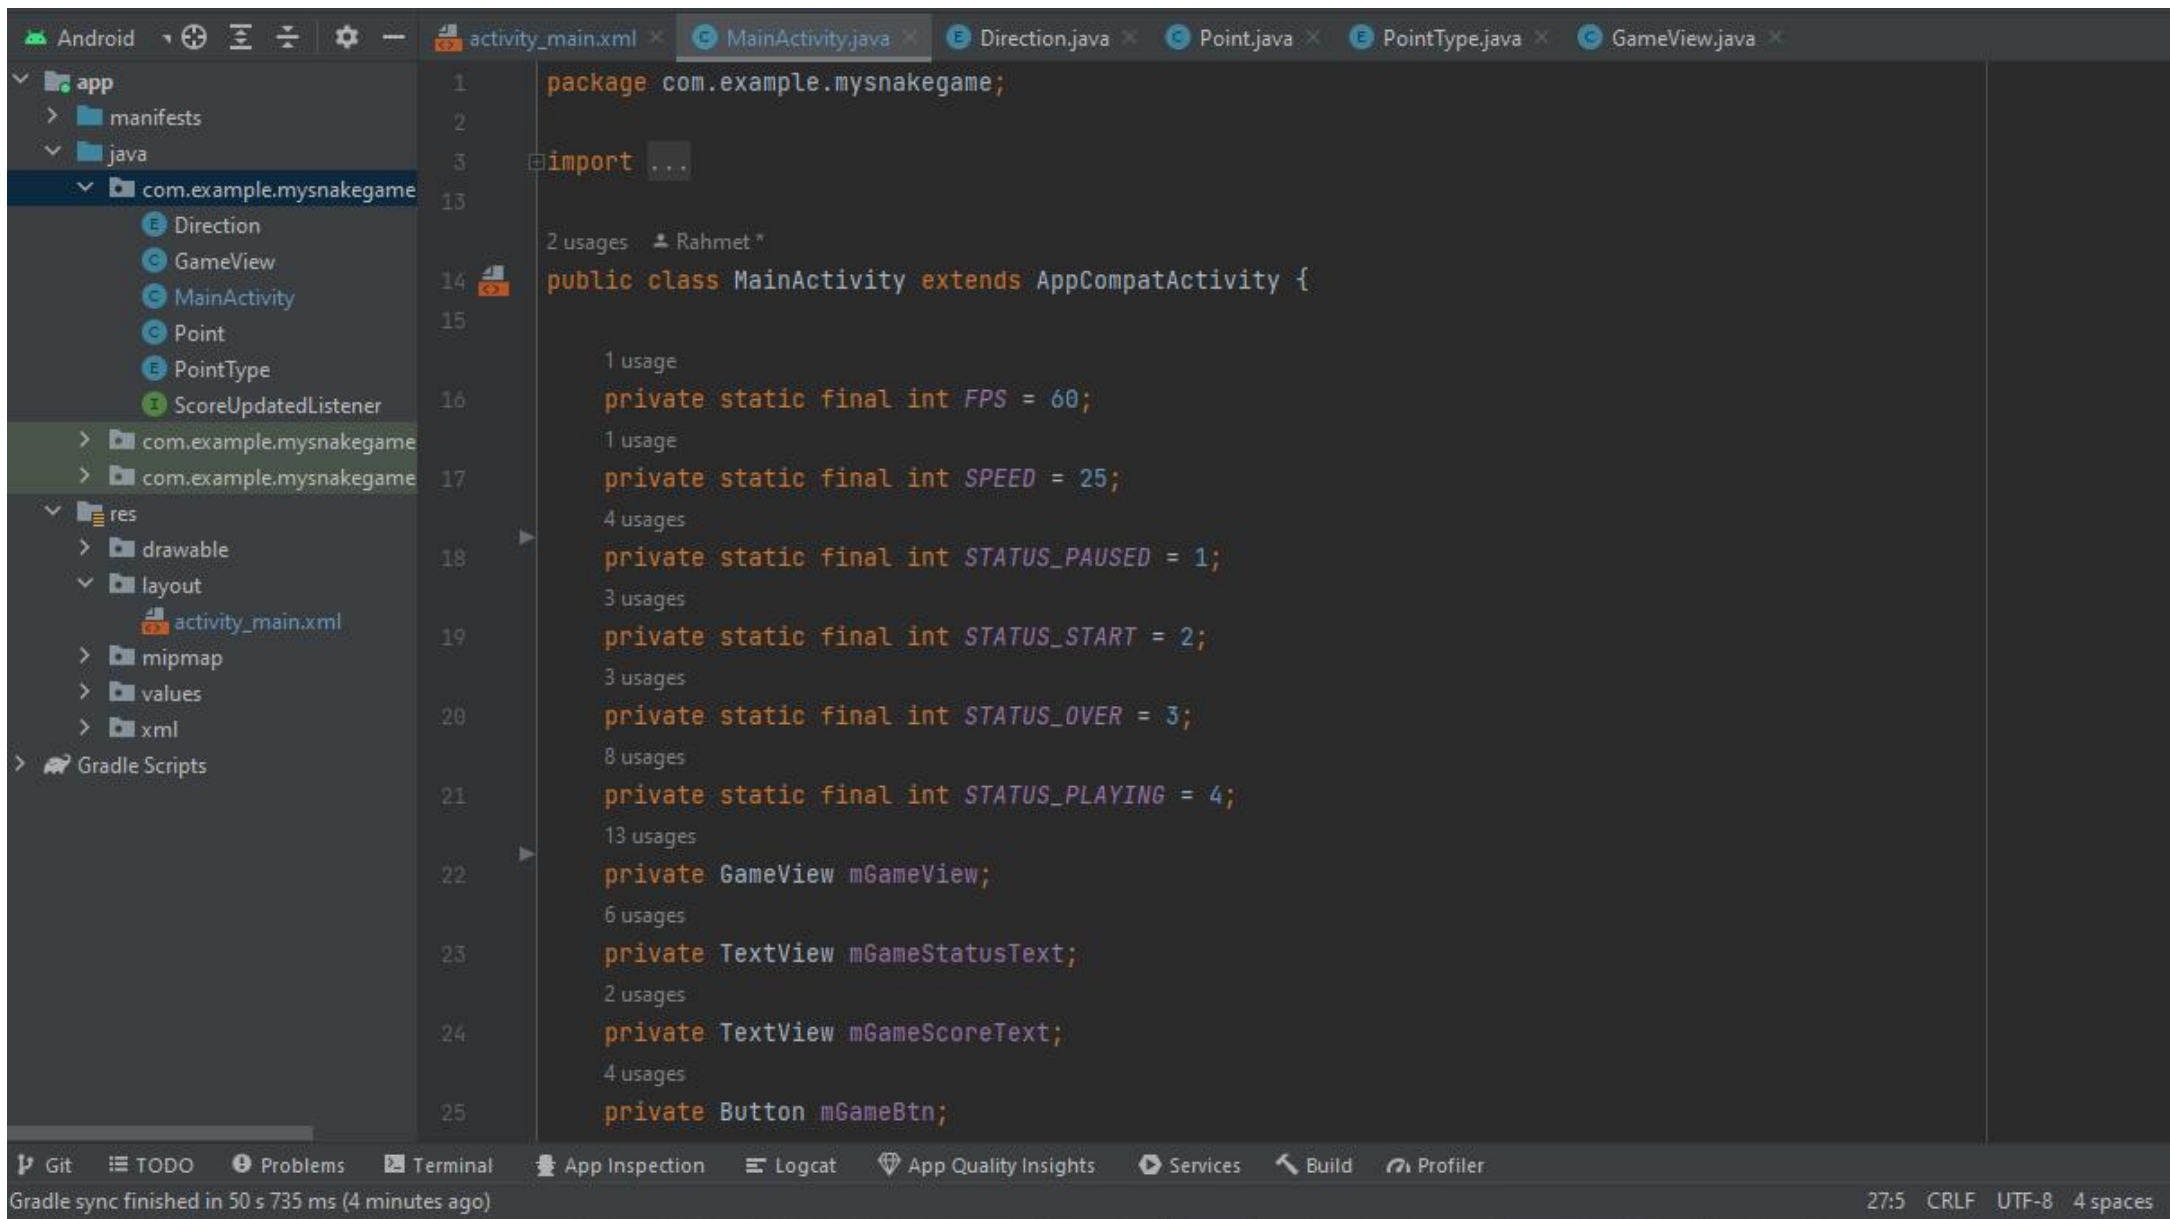 Android
activity_main.xml
MainActivity.java
Direction.java
Point.java
PointType.java
GameView.java
app
manifests
java
com.example.mysnakegame
Direction
GameView
MainActivity
Point
PointType
ScoreUpdatedListener
com.example.mysnakegame
com.example.mysnakegame
res
drawable
layout
activity_main.xml
mipmap
values
xml
Gradle Scripts
1 package com.example.mysnakegame;
2
3 import ...
13
2 usages Rahmet *
14 public class MainActivity extends AppCompatActivity {
15
1 usage
16 private static final int FPS = 60;
1 usage
17 private static final int SPEED = 25;
4 usages
18 private static final int STATUS_PAUSED = 1;
3 usages
19 private static final int STATUS_START = 2;
3 usages
20 private static final int STATUS_OVER = 3;
8 usages
21 private static final int STATUS_PLAYING = 4;
13 usages
22 private GameView mGameView;
6 usages
23 private TextView mGameStatusText;
2 usages
24 private TextView mGameScoreText;
4 usages
25 private Button mGameBtn;
Git TODO Problems Terminal App Inspection Logcat App Quality Insights Services Build Profiler
Gradle sync finished in 50 s 735 ms (4 minutes ago) 27:5 CRLF UTF-8 4 spaces